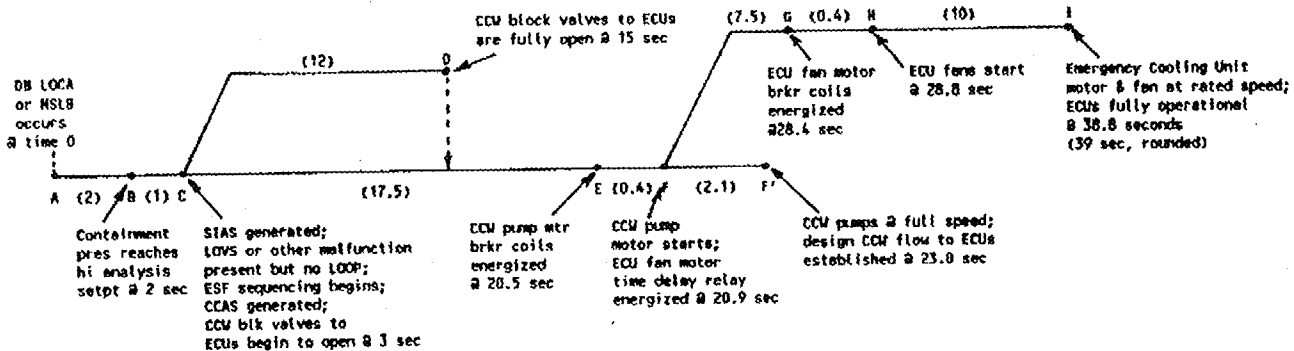 CCW block valves to ECUs
are fully open @ 15 sec
(7.5) G (0.4) H (10) I
(12) D
DB LOCA
or MSLB
occurs
@ time 0
ECU fan motor
brkr coils
energized
@28.4 sec
ECU fans start
@ 28.8 sec
Emergency Cooling Unit
motor & fan at rated speed;
ECUs fully operational
@ 38.8 seconds
(39 sec, rounded)
A (2) B (1) C (17.5) E (0.4) F (2.1) F'
Containment
pres reaches
hi analysis
setpt @ 2 sec
SIAS generated;
LOVS or other malfunction
present but no LOOP;
ESF sequencing begins;
CCAS generated;
CCW blk valves to
ECUs begin to open @ 3 sec
CCW pump mtr
brkr coils
energized
@ 20.5 sec
CCW pump
motor starts;
ECU fan motor
time delay relay
energized @ 20.9 sec
CCW pumps @ full speed;
design CCW flow to ECUs
established @ 23.0 sec